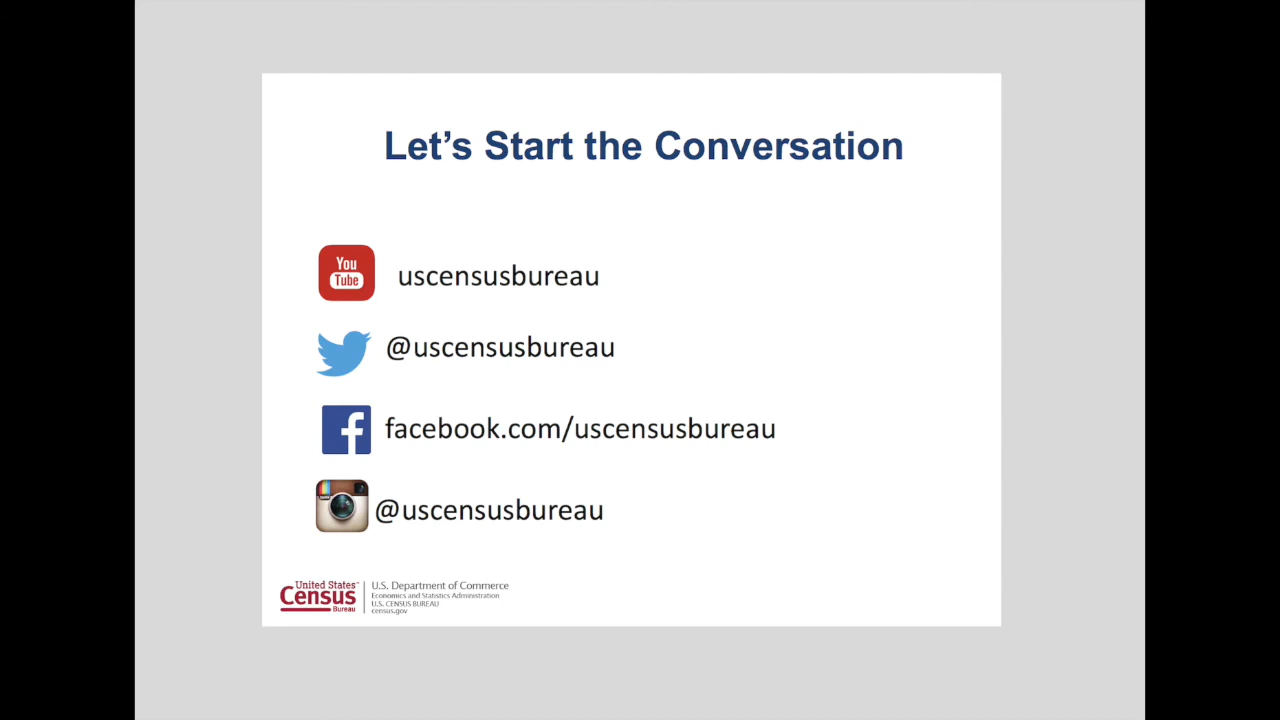 Let's Start the Conversation
You
Tube
uscensusbureau
@uscensusbureau
facebook.com/uscensusbureau
@uscensusbureau
United States™
Census
Bureau
U.S. Department of Commerce
Economics and Statistics Administration
U.S. CENSUS BUREAU
census.gov